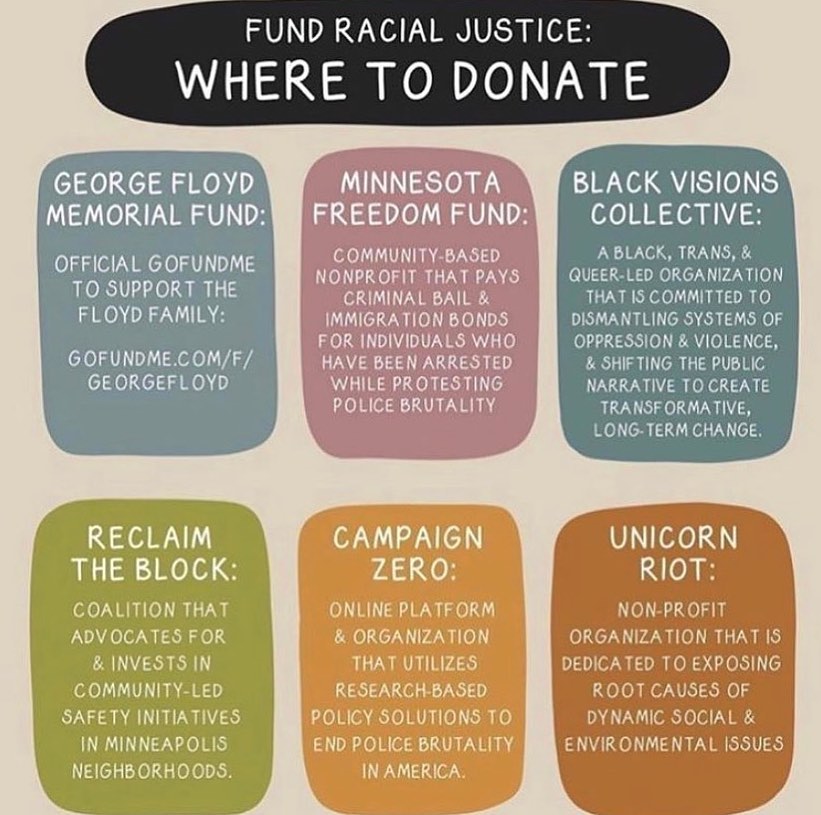 FUND RACIAL JUSTICE:
WHERE TO DONATE
GEORGE FLOYD
MEMORIAL FUND:
OFFICIAL GOFUNDME
TO SUPPORT THE
FLOYD FAMILY:
GOFUNDME.COM/F/
GEORGEFLOYD
MINNESOTA
FREEDOM FUND:
COMMUNITY-BASED
NONPROFIT THAT PAYS
CRIMINAL BAIL &
IMMIGRATION BONDS
FOR INDIVIDUALS WHO
HAVE BEEN ARRESTED
WHILE PROTESTING
POLICE BRUTALITY
BLACK VISIONS
COLLECTIVE:
A BLACK, TRANS, &
QUEER-LED ORGANIZATION
THAT IS COMMITTED TO
DISMANTLING SYSTEMS OF
OPPRESSION & VIOLENCE,
& SHIFTING THE PUBLIC
NARRATIVE TO CREATE
TRANSFORMATIVE,
LONG-TERM CHANGE.
RECLAIM
THE BLOCK:
COALITION THAT
ADVOCATES FOR
& INVESTS IN
COMMUNITY-LED
SAFETY INITIATIVES
IN MINNEAPOLIS
NEIGHBORHOODS.
CAMPAIGN
ZERO:
ONLINE PLATFORM
& ORGANIZATION
THAT UTILIZES
RESEARCH-BASED
POLICY SOLUTIONS TO
END POLICE BRUTALITY
IN AMERICA.
UNICORN
RIOT:
NON-PROFIT
ORGANIZATION THAT IS
DEDICATED TO EXPOSING
ROOT CAUSES OF
DYNAMIC SOCIAL &
ENVIRONMENTAL ISSUES